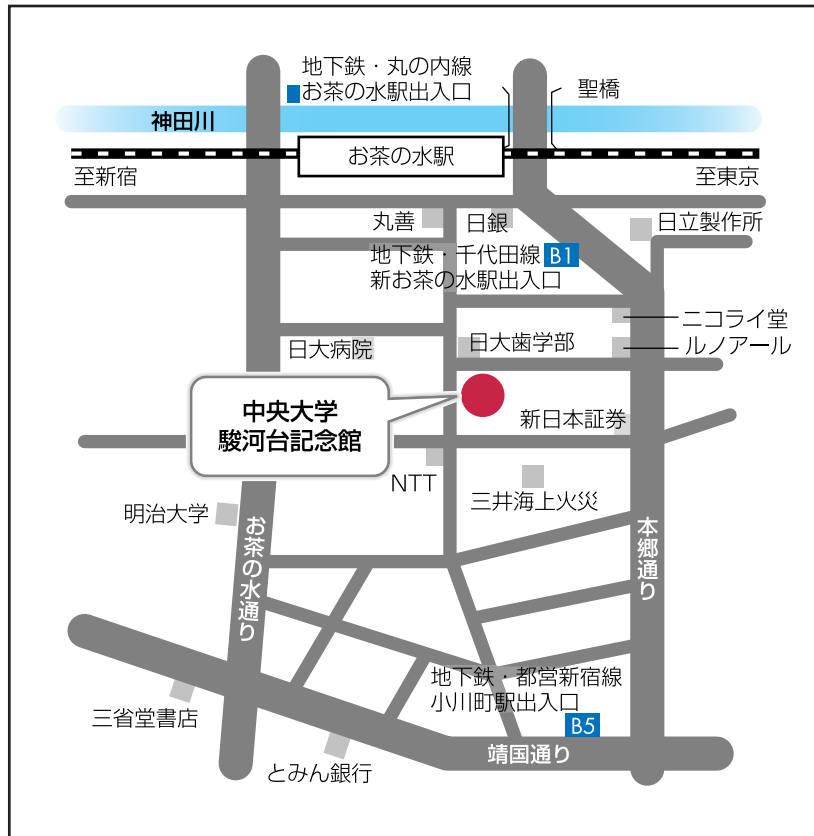 地下鉄・丸の内線
お茶の水駅出入口
聖橋
神田川
お茶の水駅
至新宿
至東京
丸善
日銀
日立製作所
地下鉄・千代田線 B1
新お茶の水駅出入口
ニコライ堂
日大病院
日大歯学部
ルノアール
中央大学
駿河台記念館
新日本証券
NTT
三井海上火災
明治大学
お茶の水通り
本郷通り
地下鉄・都営新宿線
小川町駅出入口
B5
三省堂書店
靖国通り
とみん銀行